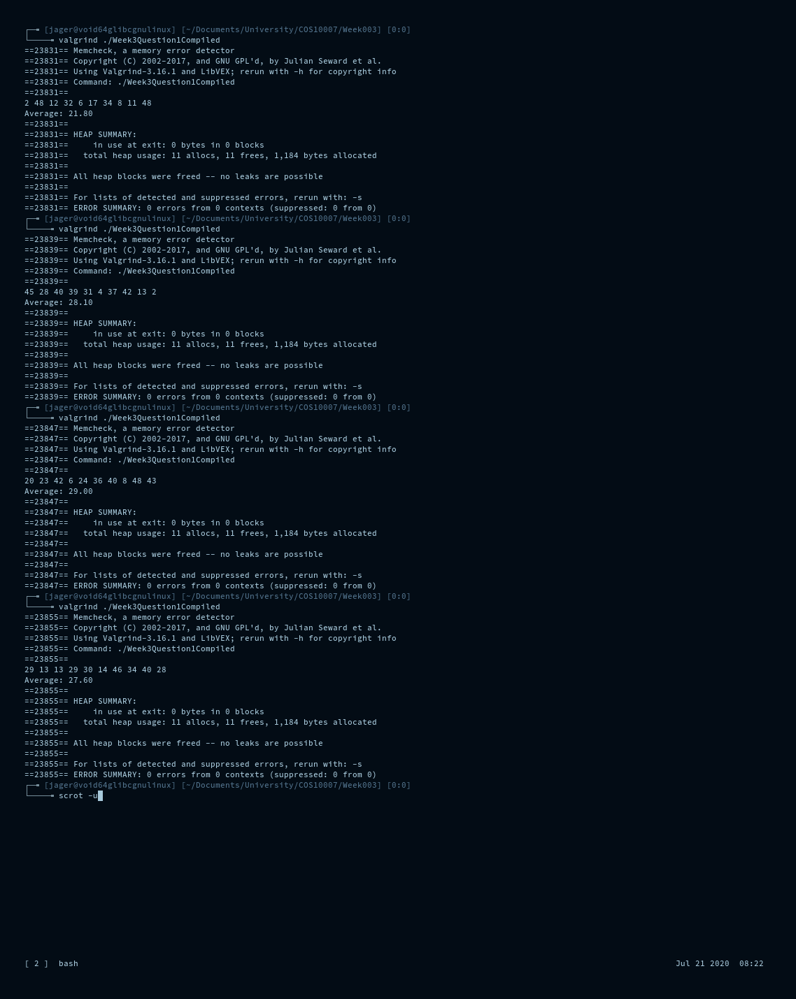 ┌─╾ [jager@void64glibcgnulinux] [~/Documents/University/COS10007/Week003] [0:0]
└────╾ valgrind ./Week3Question1Compiled
==23831== Memcheck, a memory error detector
==23831== Copyright (C) 2002-2017, and GNU GPL'd, by Julian Seward et al.
==23831== Using Valgrind-3.16.1 and LibVEX; rerun with -h for copyright info
==23831== Command: ./Week3Question1Compiled
==23831==
2 48 12 32 6 17 34 8 11 48
Average: 21.80
==23831==
==23831== HEAP SUMMARY:
==23831==     in use at exit: 0 bytes in 0 blocks
==23831==   total heap usage: 11 allocs, 11 frees, 1,184 bytes allocated
==23831==
==23831== All heap blocks were freed -- no leaks are possible
==23831==
==23831== For lists of detected and suppressed errors, rerun with: -s
==23831== ERROR SUMMARY: 0 errors from 0 contexts (suppressed: 0 from 0)
┌─╾ [jager@void64glibcgnulinux] [~/Documents/University/COS10007/Week003] [0:0]
└────╾ valgrind ./Week3Question1Compiled
==23839== Memcheck, a memory error detector
==23839== Copyright (C) 2002-2017, and GNU GPL'd, by Julian Seward et al.
==23839== Using Valgrind-3.16.1 and LibVEX; rerun with -h for copyright info
==23839== Command: ./Week3Question1Compiled
==23839==
45 28 40 39 31 4 37 42 13 2
Average: 28.10
==23839==
==23839== HEAP SUMMARY:
==23839==     in use at exit: 0 bytes in 0 blocks
==23839==   total heap usage: 11 allocs, 11 frees, 1,184 bytes allocated
==23839==
==23839== All heap blocks were freed -- no leaks are possible
==23839==
==23839== For lists of detected and suppressed errors, rerun with: -s
==23839== ERROR SUMMARY: 0 errors from 0 contexts (suppressed: 0 from 0)
┌─╾ [jager@void64glibcgnulinux] [~/Documents/University/COS10007/Week003] [0:0]
└────╾ valgrind ./Week3Question1Compiled
==23847== Memcheck, a memory error detector
==23847== Copyright (C) 2002-2017, and GNU GPL'd, by Julian Seward et al.
==23847== Using Valgrind-3.16.1 and LibVEX; rerun with -h for copyright info
==23847== Command: ./Week3Question1Compiled
==23847==
20 23 42 6 24 36 40 8 48 43
Average: 29.00
==23847==
==23847== HEAP SUMMARY:
==23847==     in use at exit: 0 bytes in 0 blocks
==23847==   total heap usage: 11 allocs, 11 frees, 1,184 bytes allocated
==23847==
==23847== All heap blocks were freed -- no leaks are possible
==23847==
==23847== For lists of detected and suppressed errors, rerun with: -s
==23847== ERROR SUMMARY: 0 errors from 0 contexts (suppressed: 0 from 0)
┌─╾ [jager@void64glibcgnulinux] [~/Documents/University/COS10007/Week003] [0:0]
└────╾ valgrind ./Week3Question1Compiled
==23855== Memcheck, a memory error detector
==23855== Copyright (C) 2002-2017, and GNU GPL'd, by Julian Seward et al.
==23855== Using Valgrind-3.16.1 and LibVEX; rerun with -h for copyright info
==23855== Command: ./Week3Question1Compiled
==23855==
29 13 13 29 30 14 46 34 40 28
Average: 27.60
==23855==
==23855== HEAP SUMMARY:
==23855==     in use at exit: 0 bytes in 0 blocks
==23855==   total heap usage: 11 allocs, 11 frees, 1,184 bytes allocated
==23855==
==23855== All heap blocks were freed -- no leaks are possible
==23855==
==23855== For lists of detected and suppressed errors, rerun with: -s
==23855== ERROR SUMMARY: 0 errors from 0 contexts (suppressed: 0 from 0)
┌─╾ [jager@void64glibcgnulinux] [~/Documents/University/COS10007/Week003] [0:0]
└────╾ scrot -u
[ 2 ]  bash
Jul 21 2020  08:22